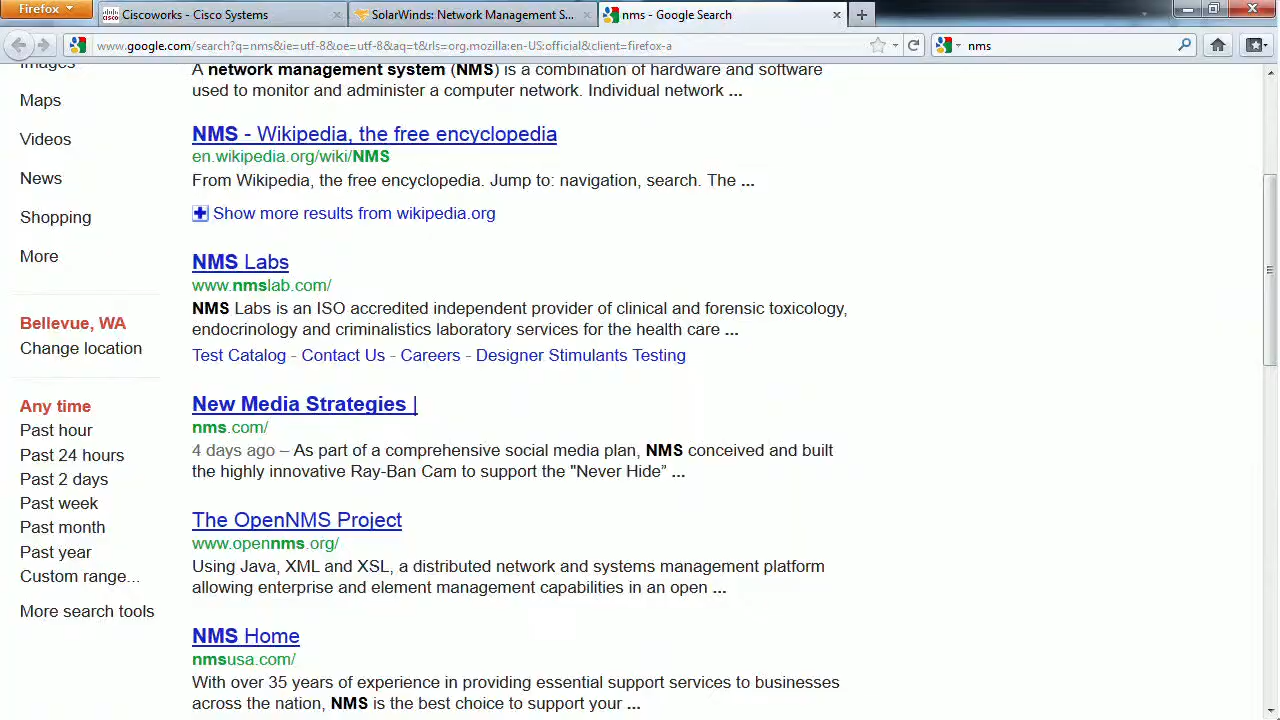 Firefox
Ciscoworks - Cisco Systems
SolarWinds: Network Management S...
nms - Google Search
www.google.com/search?q=nms&ie=utf-8&oe=utf-8&aq=t&rls=org.mozilla:en-US:official&client=firefox-a
nms
Images
Maps
Videos
News
Shopping
More
Bellevue, WA
Change location
Any time
Past hour
Past 24 hours
Past 2 days
Past week
Past month
Past year
Custom range...
More search tools
A network management system (NMS) is a combination of hardware and software
used to monitor and administer a computer network. Individual network ...
NMS - Wikipedia, the free encyclopedia
en.wikipedia.org/wiki/NMS
From Wikipedia, the free encyclopedia. Jump to: navigation, search. The ...
Show more results from wikipedia.org
NMS Labs
www.nmslab.com/
NMS Labs is an ISO accredited independent provider of clinical and forensic toxicology,
endocrinology and criminalistics laboratory services for the health care ...
Test Catalog - Contact Us - Careers - Designer Stimulants Testing
New Media Strategies |
nms.com/
4 days ago – As part of a comprehensive social media plan, NMS conceived and built
the highly innovative Ray-Ban Cam to support the "Never Hide” ...
The OpenNMS Project
www.opennms.org/
Using Java, XML and XSL, a distributed network and systems management platform
allowing enterprise and element management capabilities in an open ...
NMS Home
nmsusa.com/
With over 35 years of experience in providing essential support services to businesses
across the nation, NMS is the best choice to support your ...